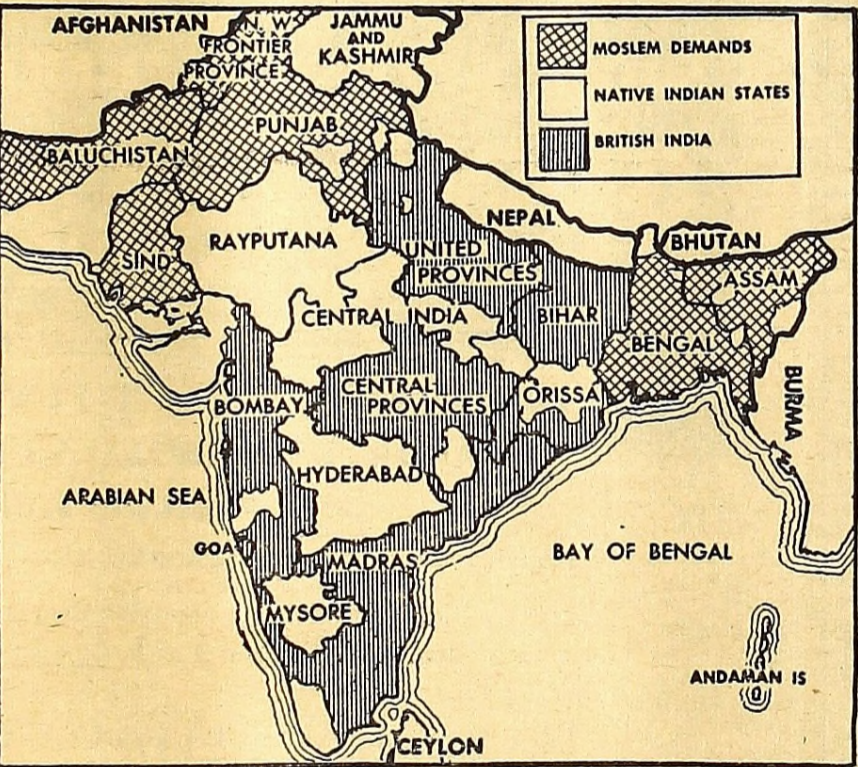 AFGHANISTAN
N. W.
FRONTIER
PROVINCE
JAMMU
AND
KASHMIR
MOSLEM DEMANDS
NATIVE INDIAN STATES
BRITISH INDIA
PUNJAB
BALUCHISTAN
NEPAL
RAYPUTANA
BHUTAN
UNITED
PROVINCES
SIND
ASSAM
CENTRAL INDIA
BIHAR
BENGAL
CENTRAL
PROVINCES
ORISSA
BOMBAY
BURMA
HYDERABAD
ARABIAN SEA
GOA
BAY OF BENGAL
MADRAS
MYSORE
ANDAMAN IS
CEYLON